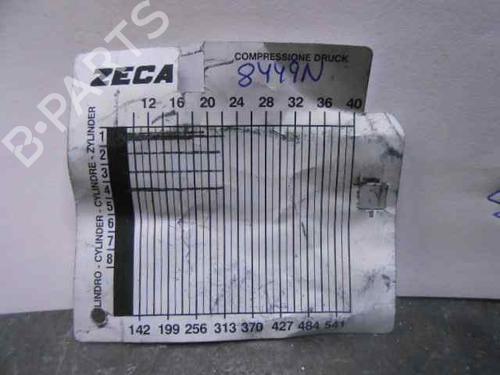 B-PARTS
ZECA
COMPRESSIONE DRUCK
8449N
12 16 20 24 28 32 36 40
LINDRO - CYLINDER - CYLINDRE - ZYLINDER
1
2
3
4
5
6
7
8
142 199 256 313 370 427 484 541